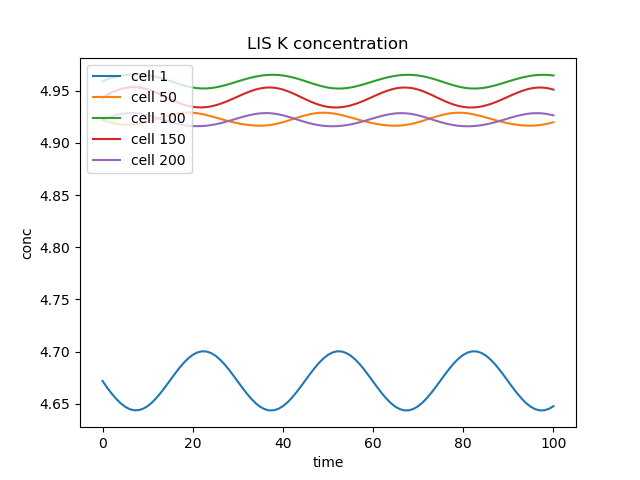 LIS K concentration
cell 1
cell 50
cell 100
cell 150
cell 200
4.95
4.90
4.85
4.80
4.75
4.70
4.65
conc
0 20 40 60 80 100
time